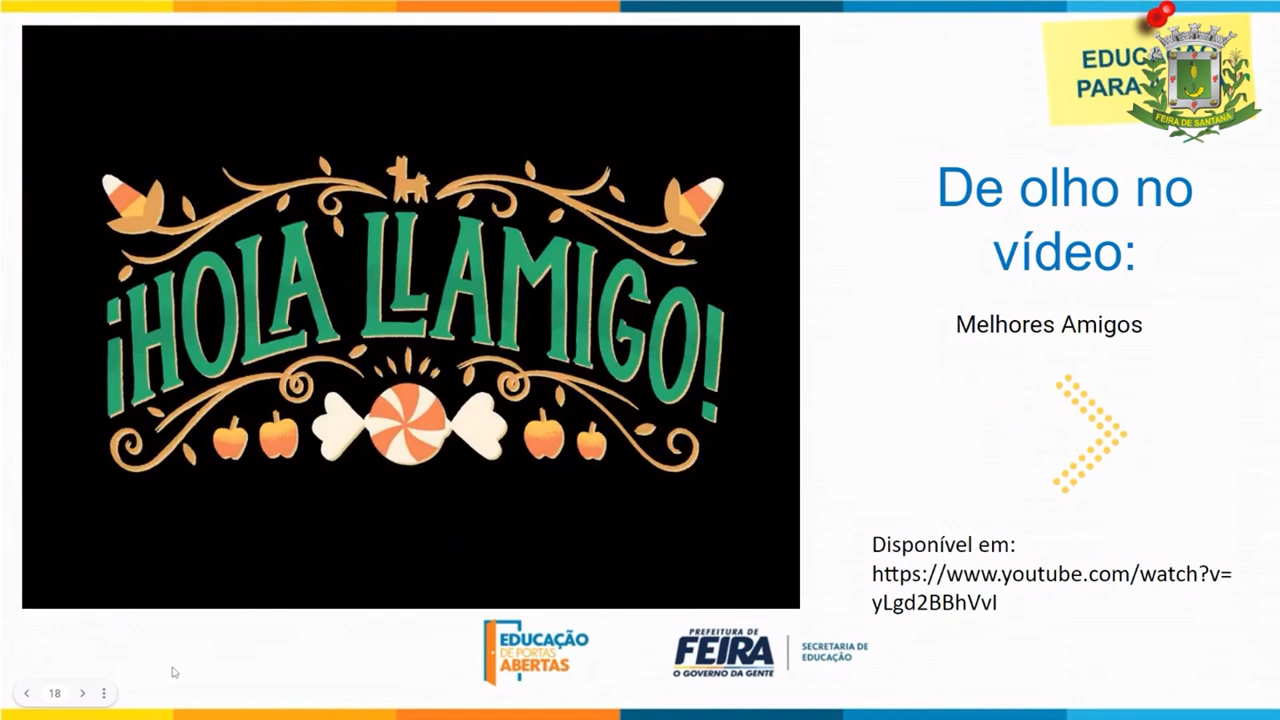 ¡HOLA LLAMIGO!
EDUCAÇÃO
PARA
FEIRA DE SANTANA
De olho no
vídeo:
Melhores Amigos
Disponível em:
https://www.youtube.com/watch?v=
yLgd2BBhVvI
EDUCAÇÃO
DE PORTAS
ABERTAS
PREFEITURA DE
FEIRA
O GOVERNO DA GENTE
SECRETARIA DE
EDUCAÇÃO
18